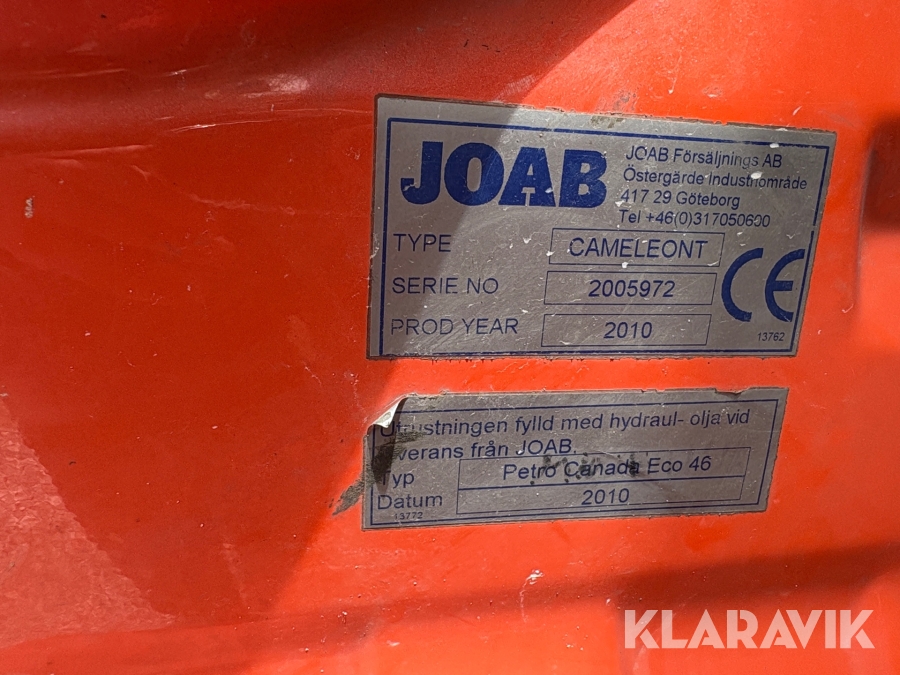 JOAB
JOAB Försäljnings AB
Östergärde Industriområde
417 29 Göteborg
Tel +46(0)317050600
TYPE CAMELEONT
SERIE NO 2005972
PROD YEAR 2010
CE
13762
Utrustningen fylld med hydraul- olja vid
leverans från JOAB.
Typ Petro Canada Eco 46
Datum 2010
13772
KLARAVIK